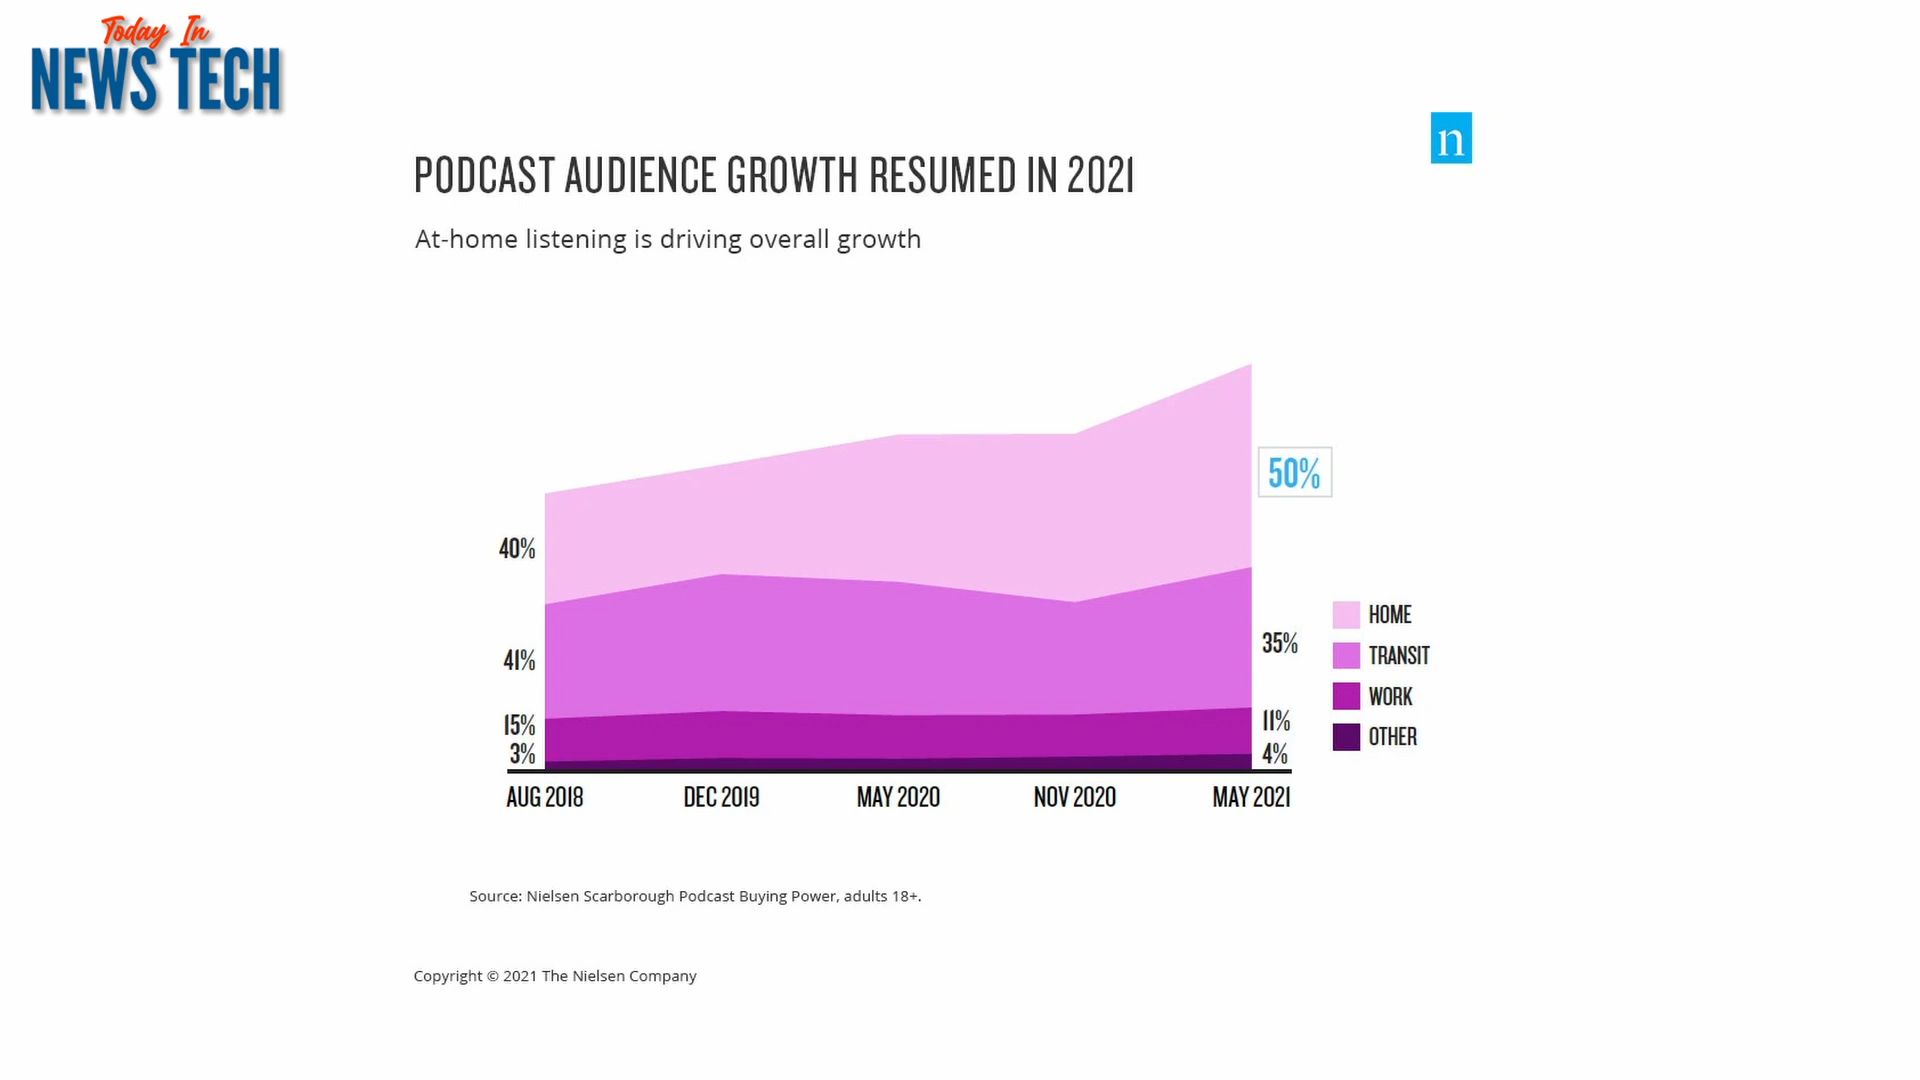 Today In
NEWS TECH
n
PODCAST AUDIENCE GROWTH RESUMED IN 2021
At-home listening is driving overall growth
50%
40%
35%
41%
15%
11%
3%
4%
HOME
TRANSIT
WORK
OTHER
AUG 2018 DEC 2019 MAY 2020 NOV 2020 MAY 2021
Source: Nielsen Scarborough Podcast Buying Power, adults 18+.
Copyright © 2021 The Nielsen Company